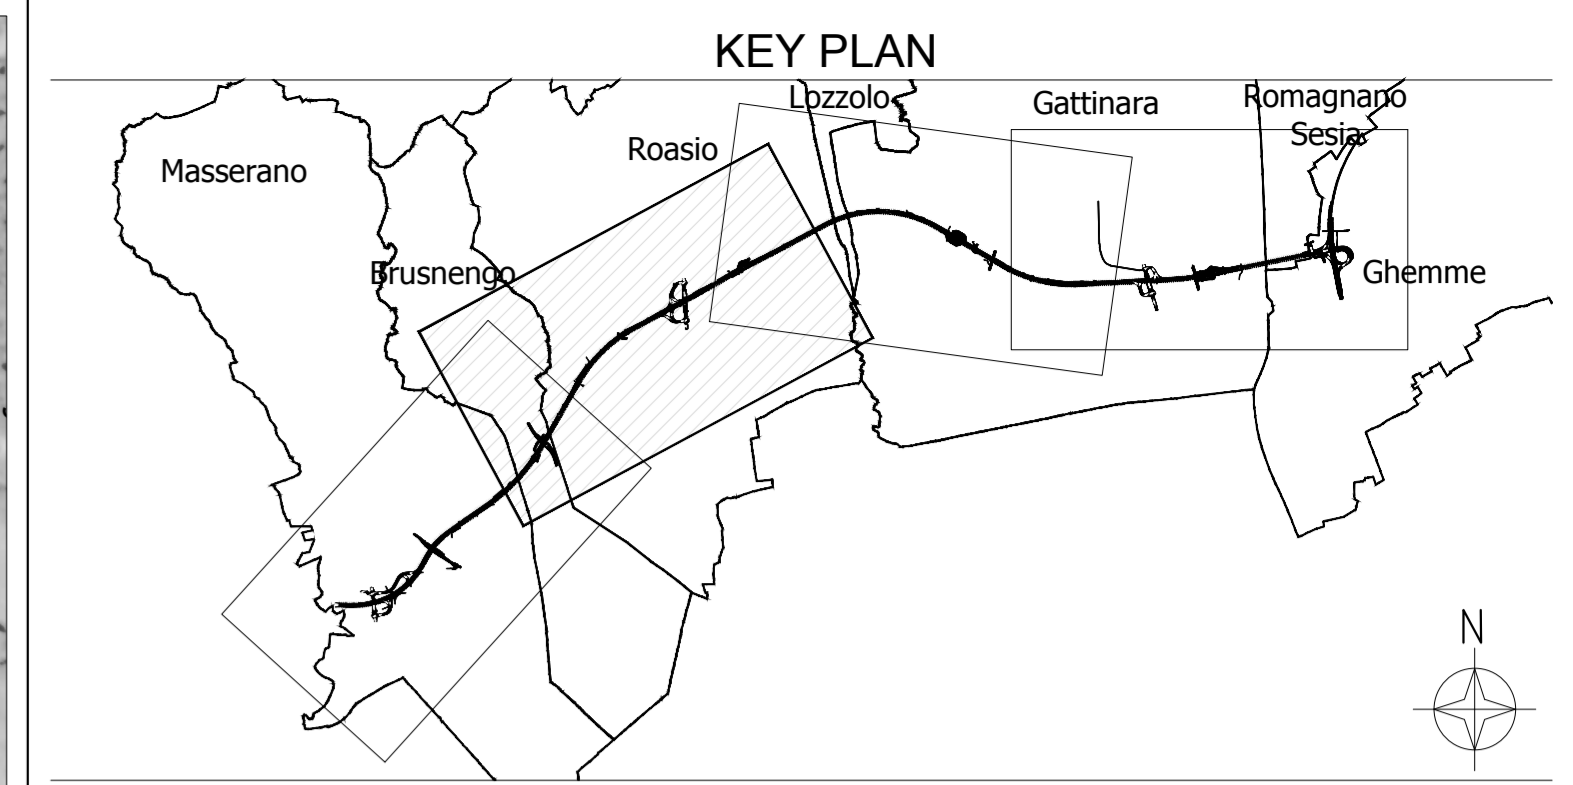 KEY PLAN
Lozzolo
Gattinara
Romagnano
Sesia
Roasio
Masserano
Brusnengo
Ghemme
N